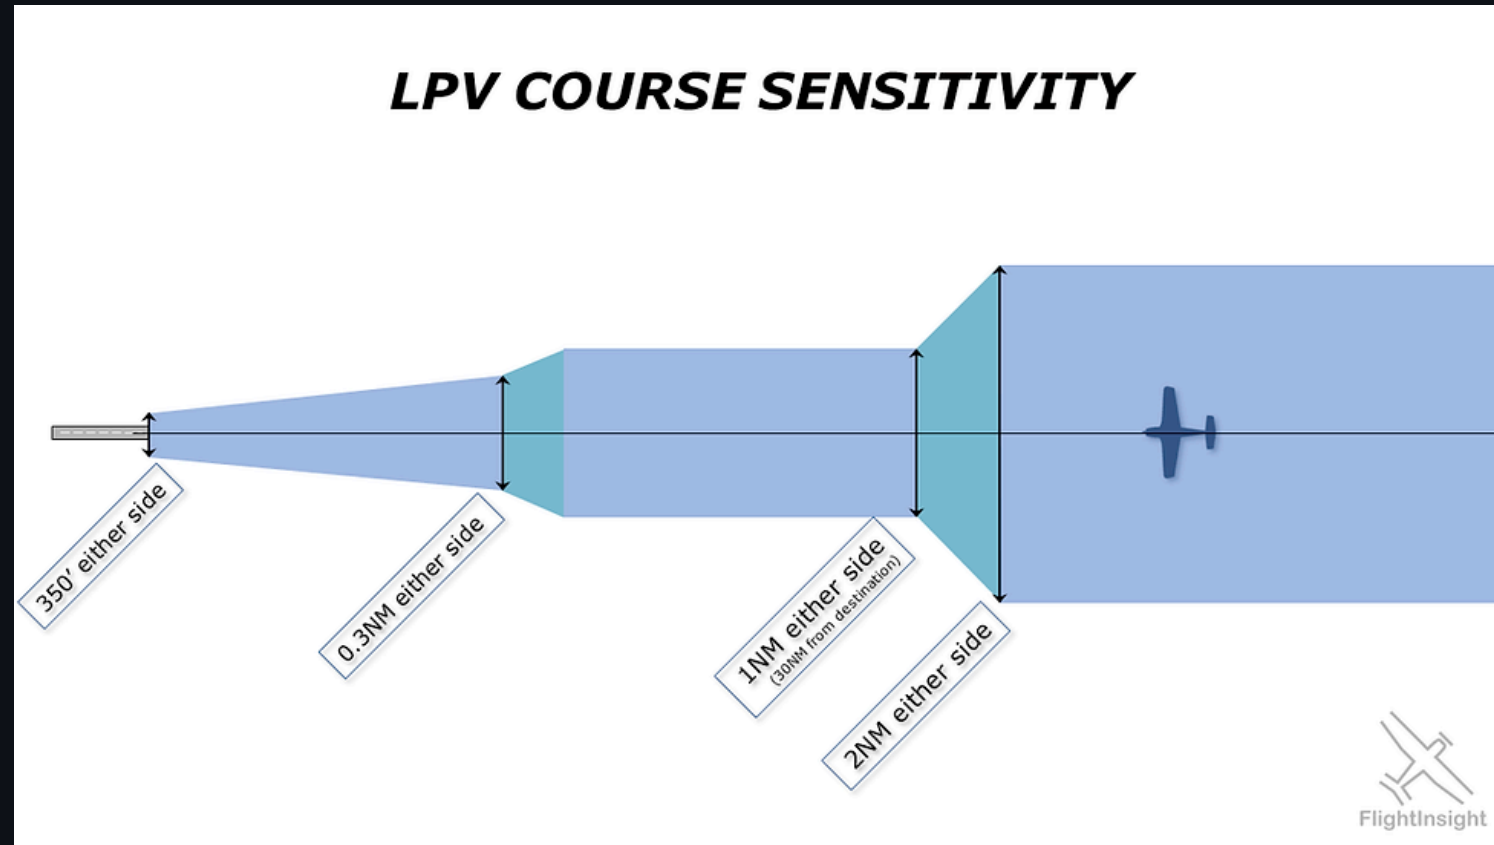 LPV COURSE SENSITIVITY
350’ either side
0.3NM either side
1NM either side
(30NM from destination)
2NM either side
FlightInsight